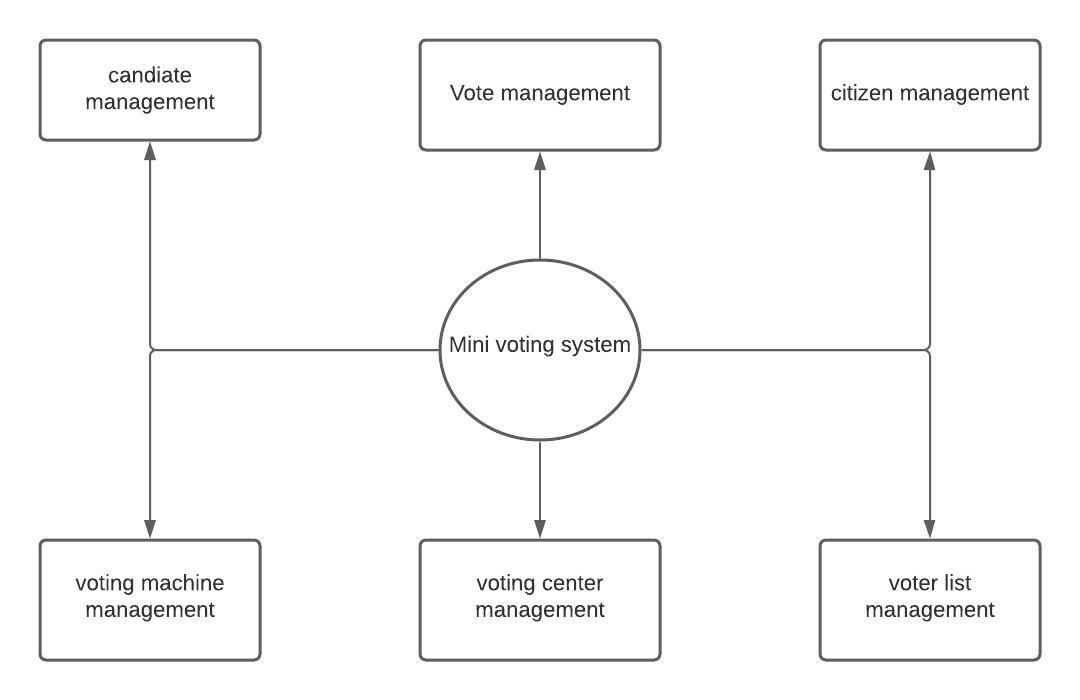 candiate
management
Vote management
citizen management
Mini voting system
voting machine
management
voting center
management
voter list
management